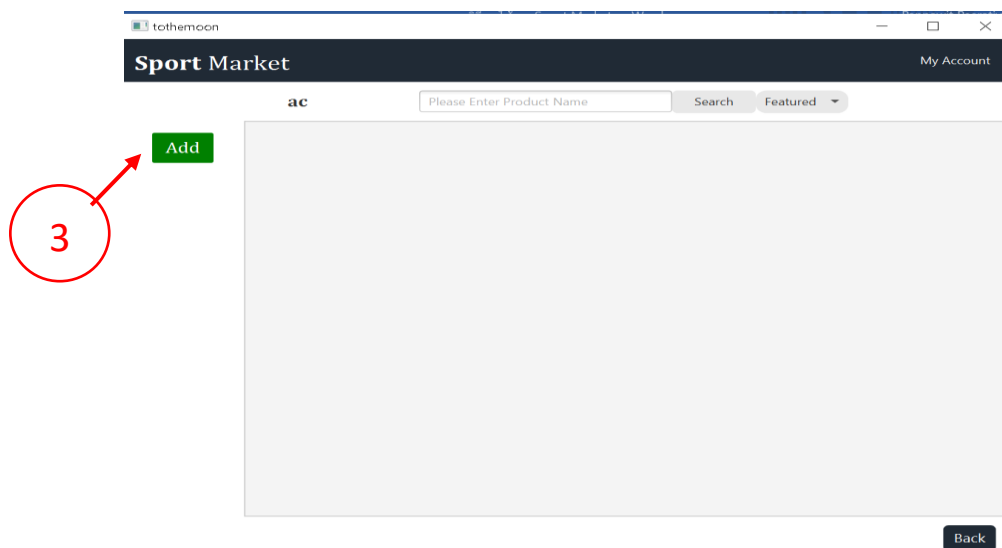 tothemoon
Sport Market
My Account
ac
Please Enter Product Name
Search
Featured
Add
3
Back